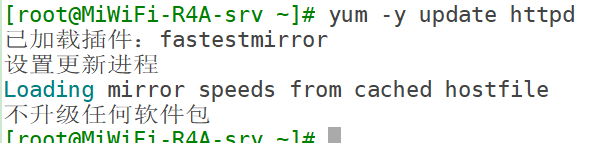 [root@MiWiFi-R4A-srv ~]# yum -y update httpd
已加载插件：fastestmirror
设置更新进程
Loading mirror speeds from cached hostfile
不升级任何软件包
[root@MiWiFi-R4A-srv ~]#